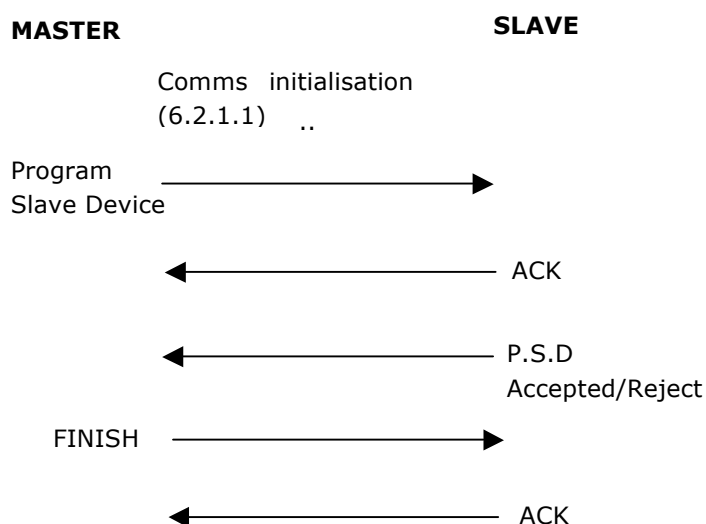 MASTER
SLAVE
Comms initialisation
(6.2.1.1) ..
Program
Slave Device
ACK
P.S.D
Accepted/Reject
FINISH
ACK